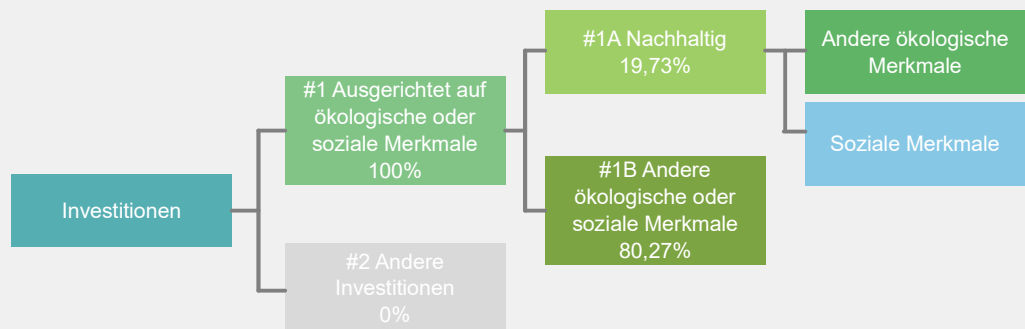 Investitionen
#1 Ausgerichtet auf
ökologische oder
soziale Merkmale
100%
#2 Andere
Investitionen
0%
#1A Nachhaltig
19,73%
#1B Andere
ökologische oder
soziale Merkmale
80,27%
Andere ökologische
Merkmale
Soziale Merkmale